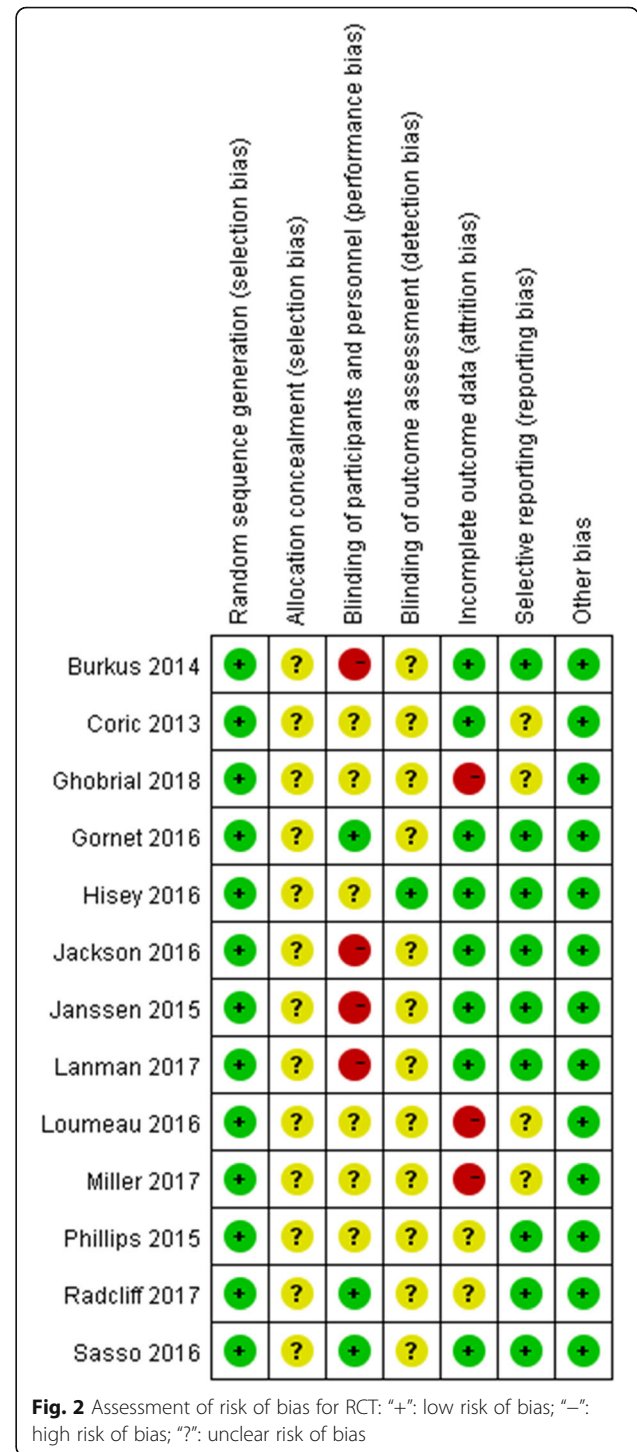 Random sequence generation (selection bias)
Allocation concealment (selection bias)
Blinding of participants and personnel (performance bias)
Blinding of outcome assessment (detection bias)
Incomplete outcome data (attrition bias)
Selective reporting (reporting bias)
Other bias
Burkus 2014 + ? - ? + + +
Coric 2013 + ? ? ? + ? +
Ghobrial 2018 + ? ? ? - ? +
Gornet 2016 + ? + ? + + +
Hisey 2016 + ? ? + + + +
Jackson 2016 + ? - ? + + +
Janssen 2015 + ? - ? + + +
Lanman 2017 + ? - ? + + +
Loumeau 2016 + ? ? ? - ? +
Miller 2017 + ? ? ? - ? +
Phillips 2015 + ? ? ? ? + +
Radcliff 2017 + ? + ? ? + +
Sasso 2016 + ? + ? + + +
Fig. 2 Assessment of risk of bias for RCT: “+”: low risk of bias; “−”:
high risk of bias; “?”: unclear risk of bias